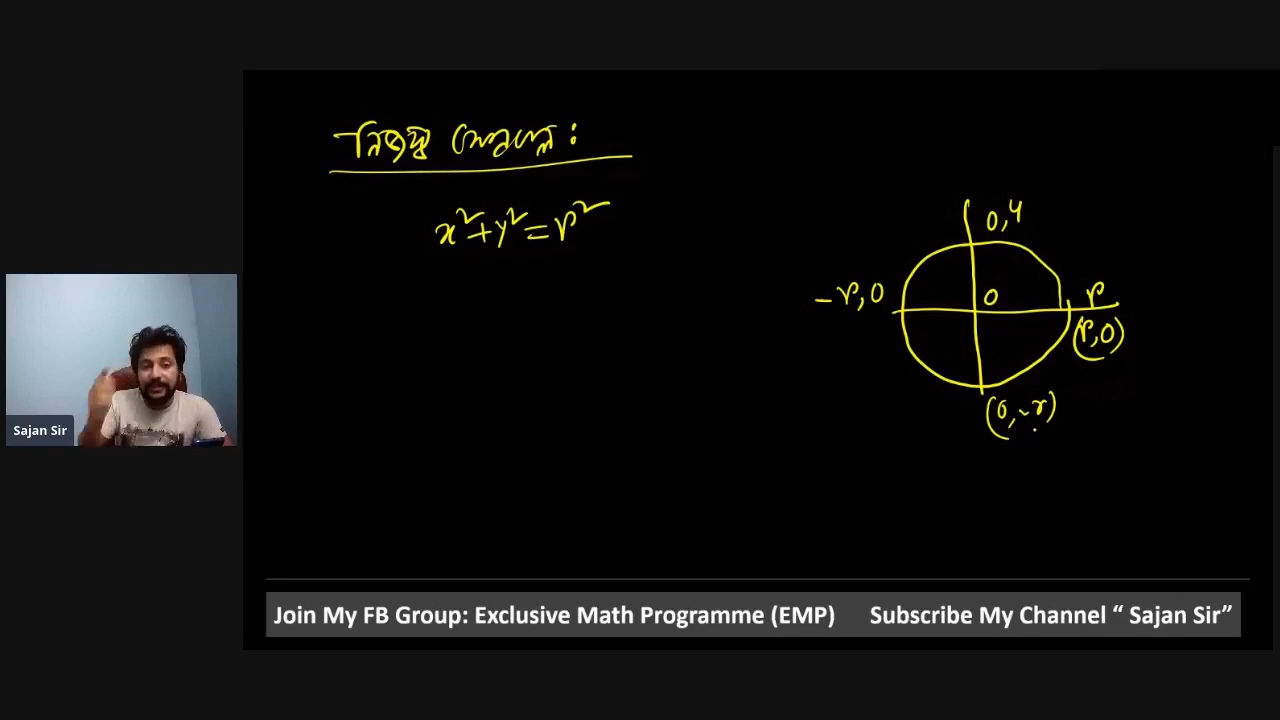 x²+y²=r²
0,4
-r,0
0
r
(r,0)
(0,-r)
Sajan Sir
Join My FB Group: Exclusive Math Programme (EMP) Subscribe My Channel “ Sajan Sir”